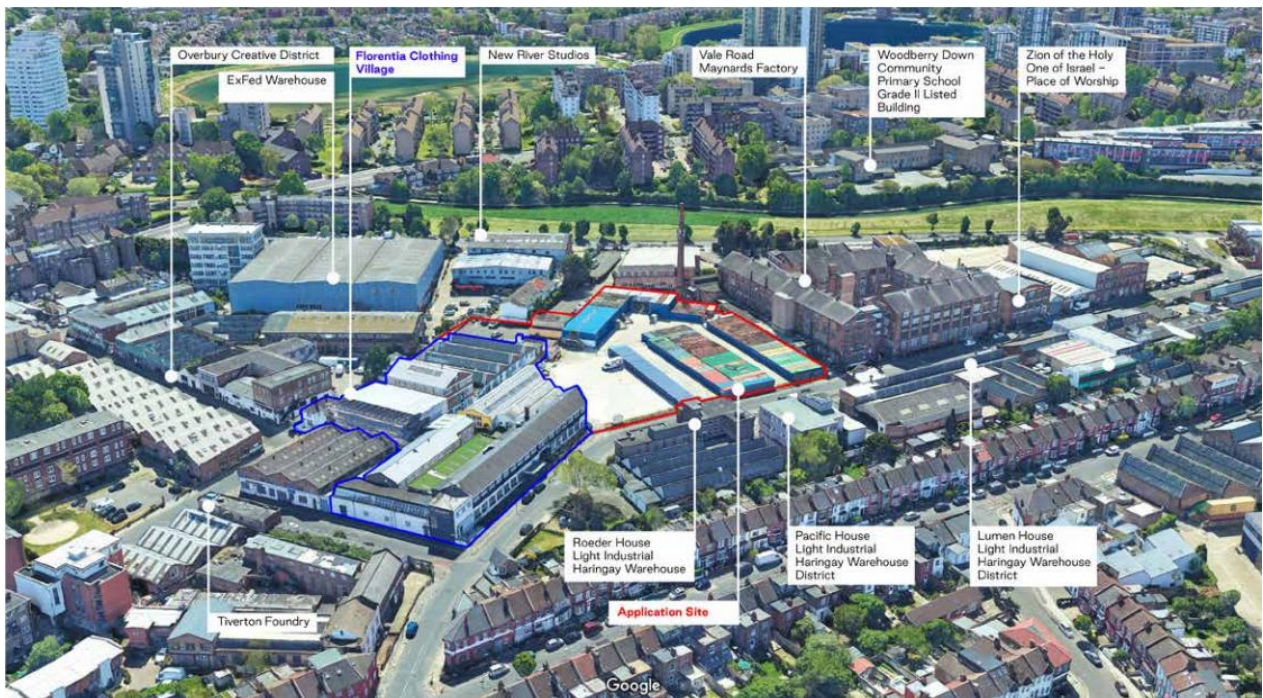 Overbury Creative District
ExFed Warehouse
Florentia Clothing
Village
New River Studios
Vale Road
Maynards Factory
Woodberry Down
Community
Primary School
Grade II Listed
Building
Zion of the Holy
One of Israel –
Place of Worship
Roeder House
Light Industrial
Haringay Warehouse
Pacific House
Light Industrial
Haringay Warehouse
District
Lumen House
Light Industrial
Haringay Warehouse
District
Application Site
Tiverton Foundry
Google